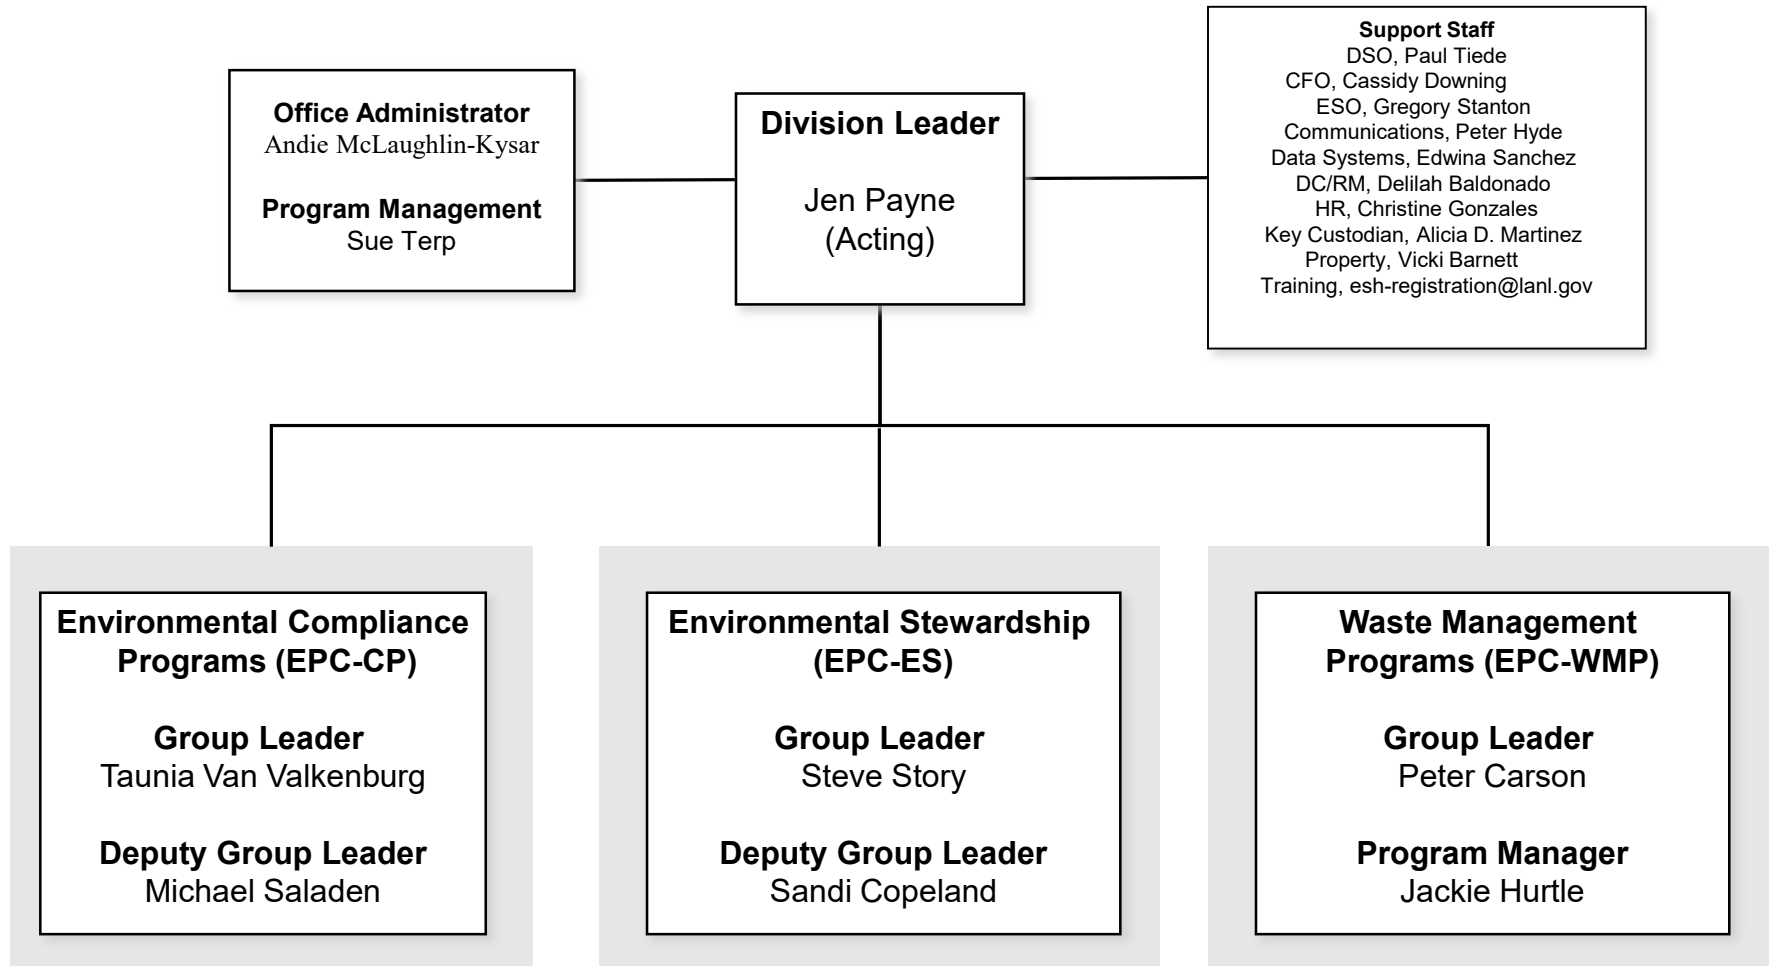 Office Administrator
Andie McLaughlin-Kysar
Program Management
Sue Terp
Division Leader
Jen Payne
(Acting)
Support Staff
DSO, Paul Tiede
CFO, Cassidy Downing
ESO, Gregory Stanton
Communications, Peter Hyde
Data Systems, Edwina Sanchez
DC/RM, Delilah Baldonado
HR, Christine Gonzales
Key Custodian, Alicia D. Martinez
Property, Vicki Barnett
Training, esh-registration@lanl.gov
Environmental Compliance
Programs (EPC-CP)
Group Leader
Taunia Van Valkenburg
Deputy Group Leader
Michael Saladen
Environmental Stewardship
(EPC-ES)
Group Leader
Steve Story
Deputy Group Leader
Sandi Copeland
Waste Management
Programs (EPC-WMP)
Group Leader
Peter Carson
Program Manager
Jackie Hurtle